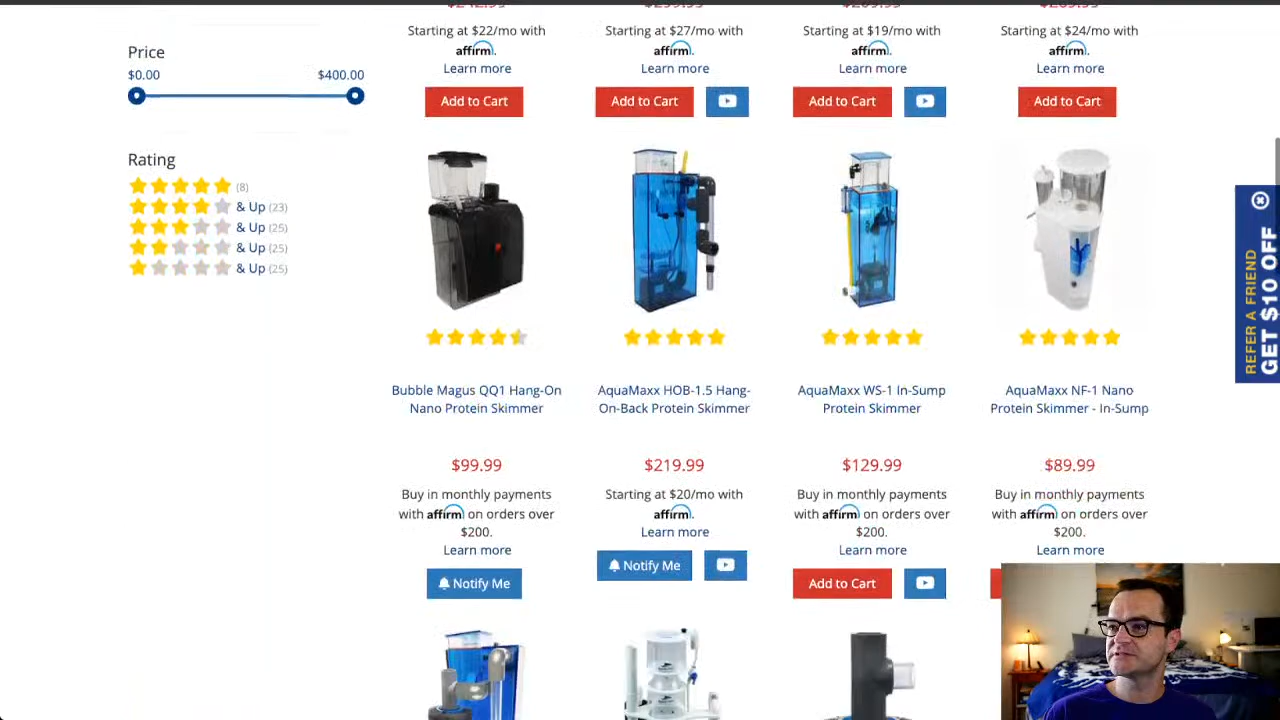 Starting at $22/mo with
affirm.
Learn more
Add to Cart
Starting at $27/mo with
affirm.
Learn more
Add to Cart
Starting at $19/mo with
affirm.
Learn more
Add to Cart
Starting at $24/mo with
affirm.
Learn more
Add to Cart
Price
$0.00 $400.00
Rating
(8)
& Up (23)
& Up (25)
& Up (25)
& Up (25)
Bubble Magus QQ1 Hang-On
Nano Protein Skimmer
$99.99
Buy in monthly payments
with affirm on orders over
$200.
Learn more
Notify Me
AquaMaxx HOB-1.5 Hang-
On-Back Protein Skimmer
$219.99
Starting at $20/mo with
affirm.
Learn more
Notify Me
AquaMaxx WS-1 In-Sump
Protein Skimmer
$129.99
Buy in monthly payments
with affirm on orders over
$200.
Learn more
Add to Cart
AquaMaxx NF-1 Nano
Protein Skimmer - In-Sump
$89.99
Buy in monthly payments
with affirm on orders over
$200.
Learn more
REFER A FRIEND
GET $10 OFF